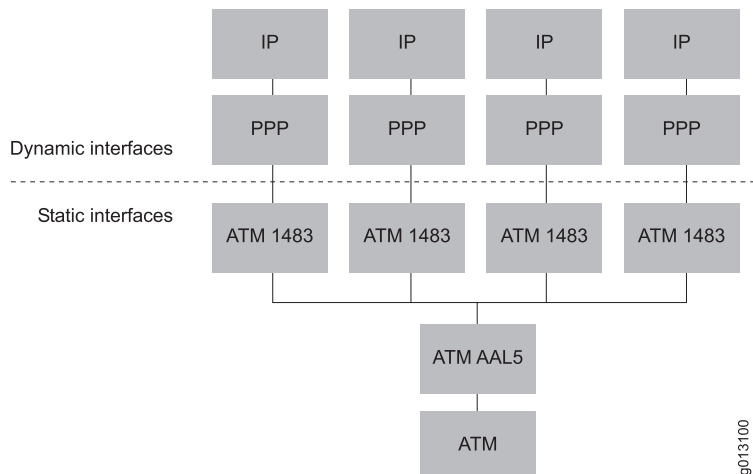 IP IP IP IP
PPP PPP PPP PPP
Dynamic interfaces
Static interfaces
ATM 1483 ATM 1483 ATM 1483 ATM 1483
ATM AAL5
ATM
g013100